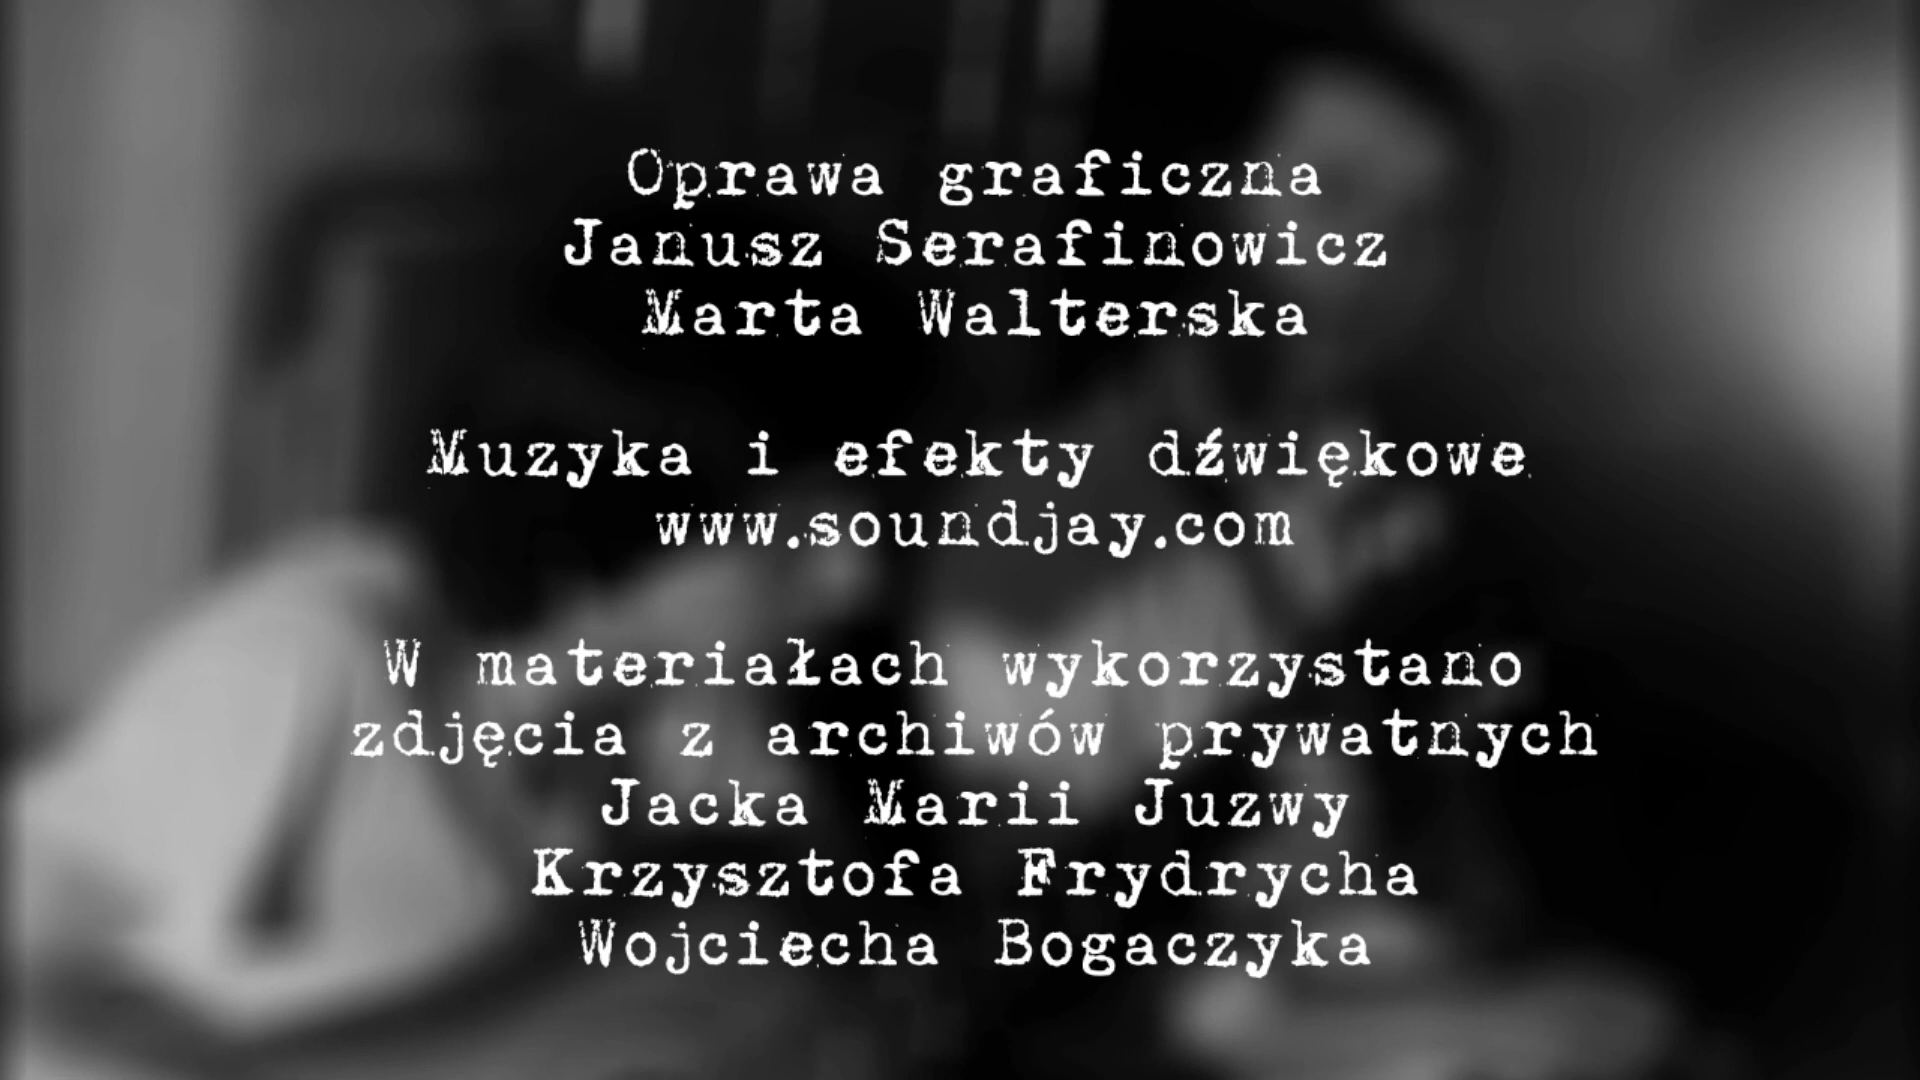 Oprawa graficzna
Janusz Serafinowicz
Marta Walterska
Muzyka i efekty dźwiękowe
www.soundjay.com
W materiałach wykorzystano
zdjęcia z archiwów prywatnych
Jacka Marii Juzwy
Krzysztofa Frydrycha
Wojciecha Bogaczyka